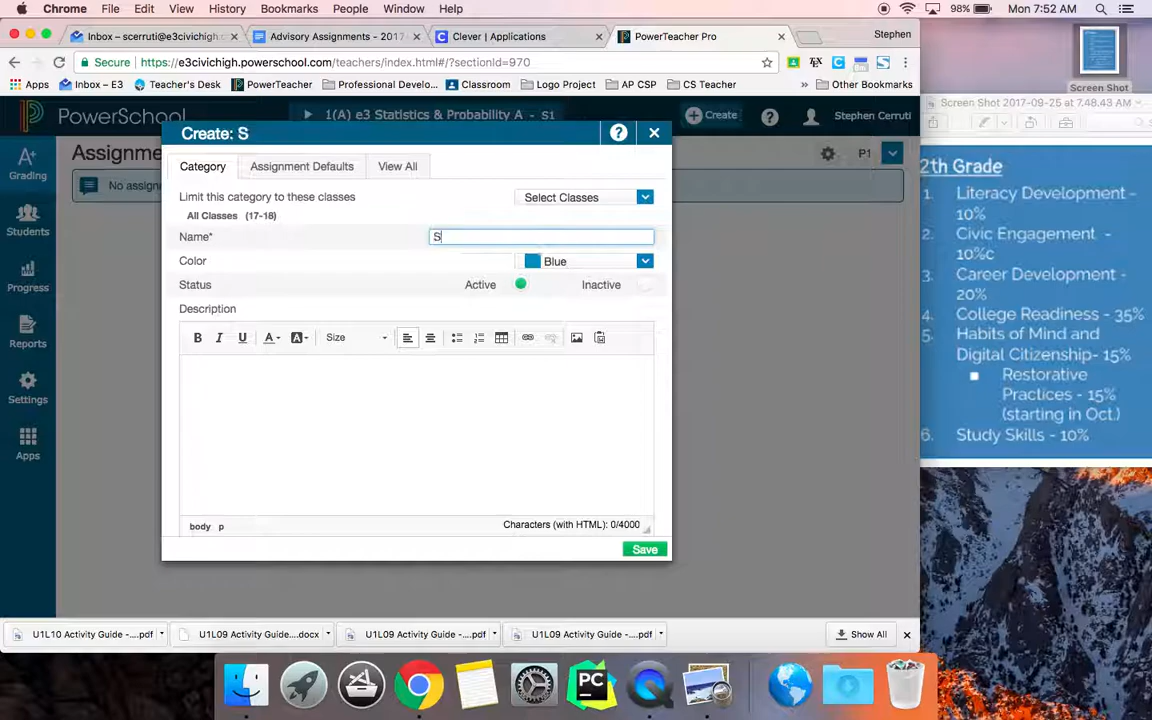 Chrome File Edit View History Bookmarks People Window Help 98% Mon 7:52 AM
Inbox – scerruti@e3civichigh.
Advisory Assignments - 2017
Clever | Applications
PowerTeacher Pro
Stephen
Secure https://e3civichigh.powerschool.com/teachers/index.html#/?sectionId=970
Apps Inbox – E3 Teacher's Desk PowerTeacher Professional Develo... Classroom Logo Project AP CSP CS Teacher » Other Bookmarks
PowerSchool
1(A) e3 Statistics & Probability A - S1
Create
Stephen Cerruti
Grading
Students
Progress
Reports
Settings
Apps
Assignme
P1
No assign
Create: S
Category Assignment Defaults View All
Limit this category to these classes Select Classes
All Classes (17-18)
Name* S
Color Blue
Status Active Inactive
Description
B I U A A Size
body p Characters (with HTML): 0/4000
Save
Screen Shot
Screen Shot 2017-09-25 at 7.48.43 AM
2th Grade
1. Literacy Development -
10%
2. Civic Engagement -
10%c
3. Career Development -
20%
4. College Readiness - 35%
5. Habits of Mind and
Digital Citizenship- 15%
Restorative
Practices - 15%
(starting in Oct.)
6. Study Skills - 10%
U1L10 Activity Guide -....pdf
U1L09 Activity Guide....docx
U1L09 Activity Guide -....pdf
U1L09 Activity Guide -....pdf
Show All
PC